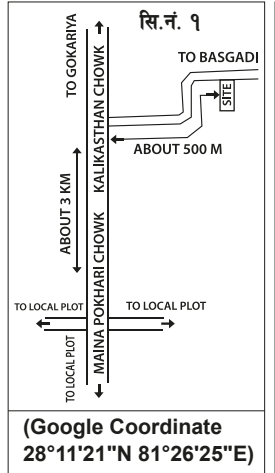 सि.नं. १
TO GOKARIYA
KALIKASTHAN CHOWK
TO BASGADI
SITE
ABOUT 500 M
ABOUT 3 KM
MAINA POKHARI CHOWK
TO LOCAL PLOT
TO LOCAL PLOT
TO LOCAL PLOT
(Google Coordinate
28°11'21"N 81°26'25"E)